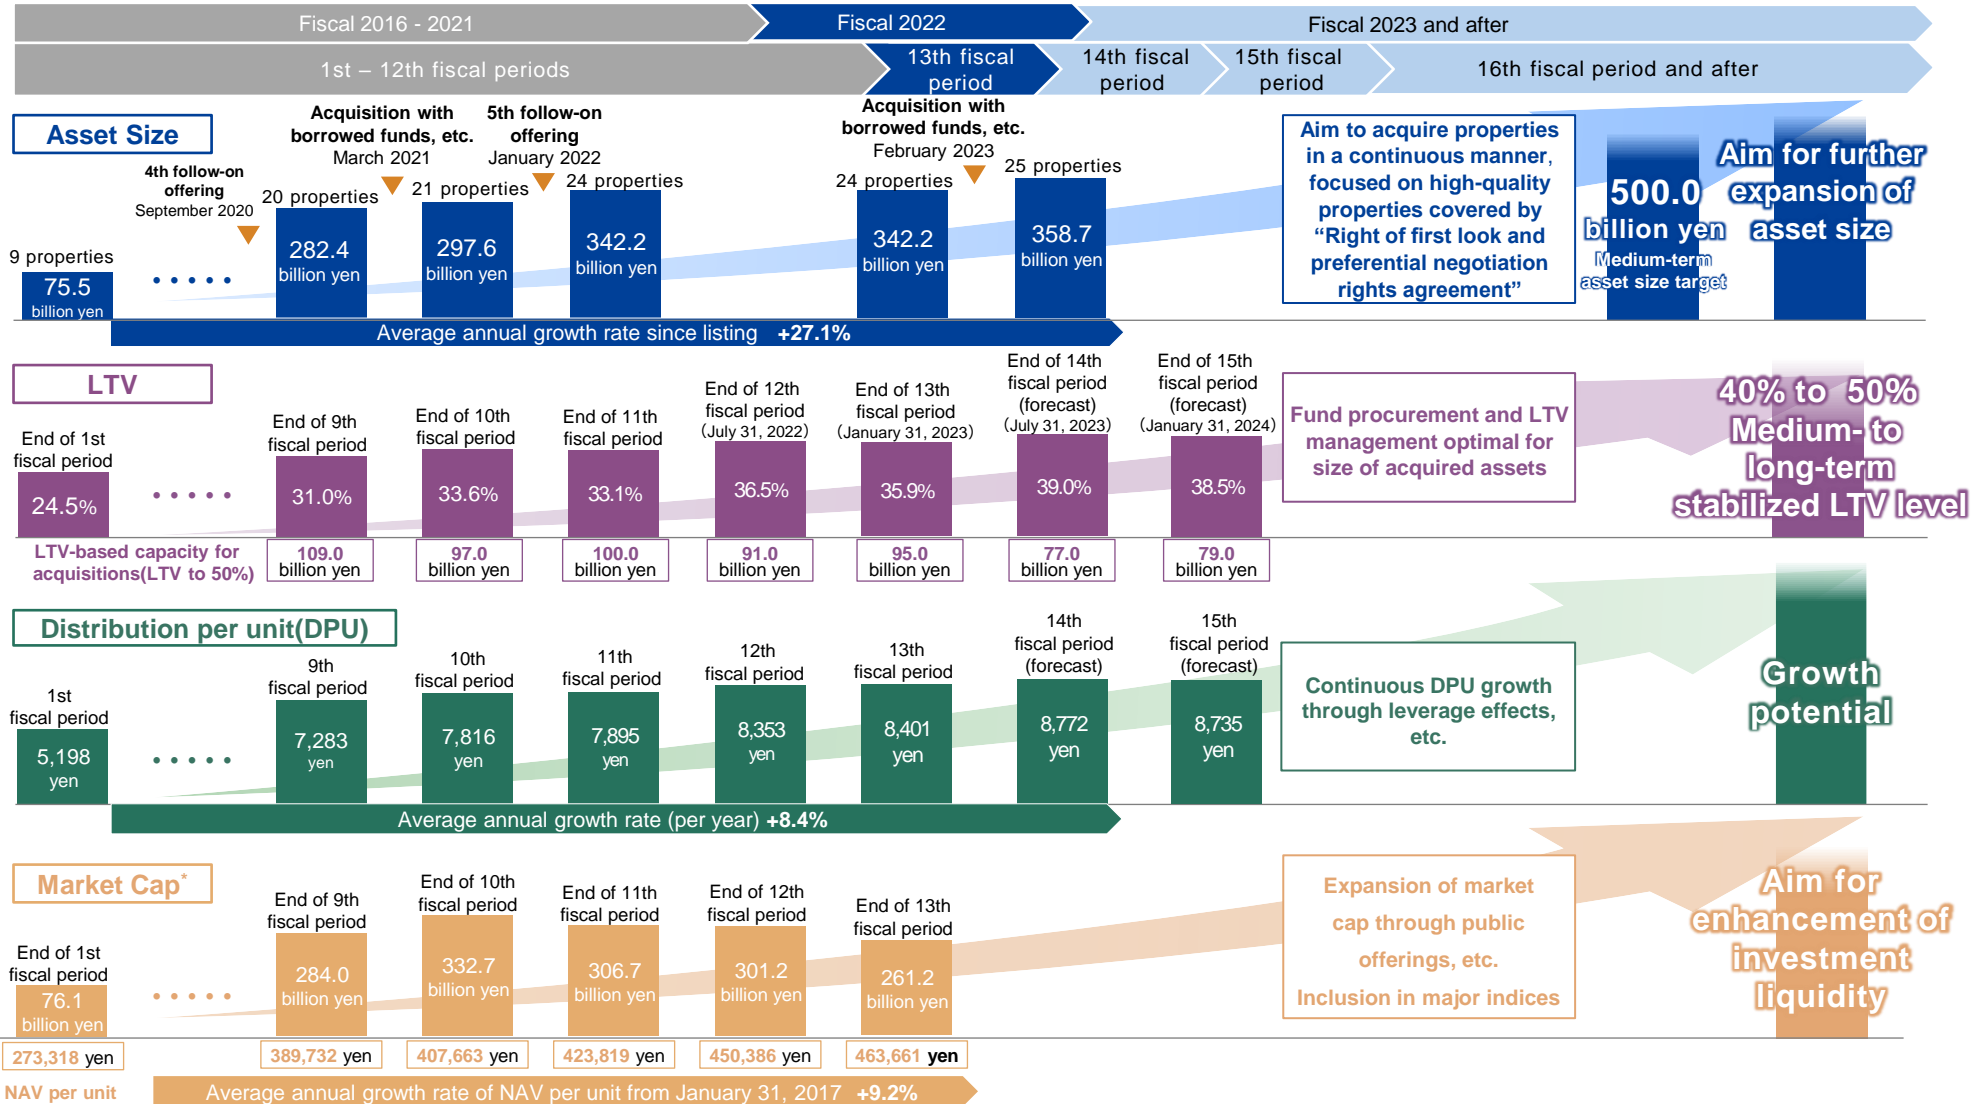 Fiscal 2016 - 2021
Fiscal 2022
Fiscal 2023 and after
1st – 12th fiscal periods
13th fiscal
period
14th fiscal
period
15th fiscal
period
16th fiscal period and after
Asset Size
9 properties
75.5
billion yen
4th follow-on
offering
September 2020
20 properties
282.4
billion yen
Acquisition with
borrowed funds, etc.
March 2021
21 properties
297.6
billion yen
5th follow-on
offering
January 2022
24 properties
342.2
billion yen
24 properties
342.2
billion yen
Acquisition with
borrowed funds, etc.
February 2023
25 properties
358.7
billion yen
Aim to acquire properties
in a continuous manner,
focused on high-quality
properties covered by
“Right of first look and
preferential negotiation
rights agreement”
500.0
billion yen
Medium-term
asset size target
Aim for further
expansion of
asset size
Average annual growth rate since listing +27.1%
LTV
End of 1st
fiscal period
24.5%
End of 9th
fiscal period
31.0%
End of 10th
fiscal period
33.6%
End of 11th
fiscal period
33.1%
End of 12th
fiscal period
(July 31, 2022)
36.5%
End of 13th
fiscal period
(January 31, 2023)
35.9%
End of 14th
fiscal period
(forecast)
(July 31, 2023)
39.0%
End of 15th
fiscal period
(forecast)
(January 31, 2024)
38.5%
Fund procurement and LTV
management optimal for
size of acquired assets
40% to 50%
Medium- to
long-term
stabilized LTV level
LTV-based capacity for
acquisitions(LTV to 50%)
109.0
billion yen
97.0
billion yen
100.0
billion yen
91.0
billion yen
95.0
billion yen
77.0
billion yen
79.0
billion yen
Distribution per unit(DPU)
1st
fiscal period
5,198
yen
9th
fiscal period
7,283
yen
10th
fiscal period
7,816
yen
11th
fiscal period
7,895
yen
12th
fiscal period
8,353
yen
13th
fiscal period
8,401
yen
14th
fiscal period
(forecast)
8,772
yen
15th
fiscal period
(forecast)
8,735
yen
Continuous DPU growth
through leverage effects,
etc.
Growth
potential
Average annual growth rate (per year) +8.4%
Market Cap*
End of 1st
fiscal period
76.1
billion yen
End of 9th
fiscal period
284.0
billion yen
End of 10th
fiscal period
332.7
billion yen
End of 11th
fiscal period
306.7
billion yen
End of 12th
fiscal period
301.2
billion yen
End of 13th
fiscal period
261.2
billion yen
Expansion of market
cap through public
offerings, etc.
Inclusion in major indices
Aim for
enhancement of
investment
liquidity
273,318 yen
389,732 yen
407,663 yen
423,819 yen
450,386 yen
463,661 yen
NAV per unit
Average annual growth rate of NAV per unit from January 31, 2017 +9.2%